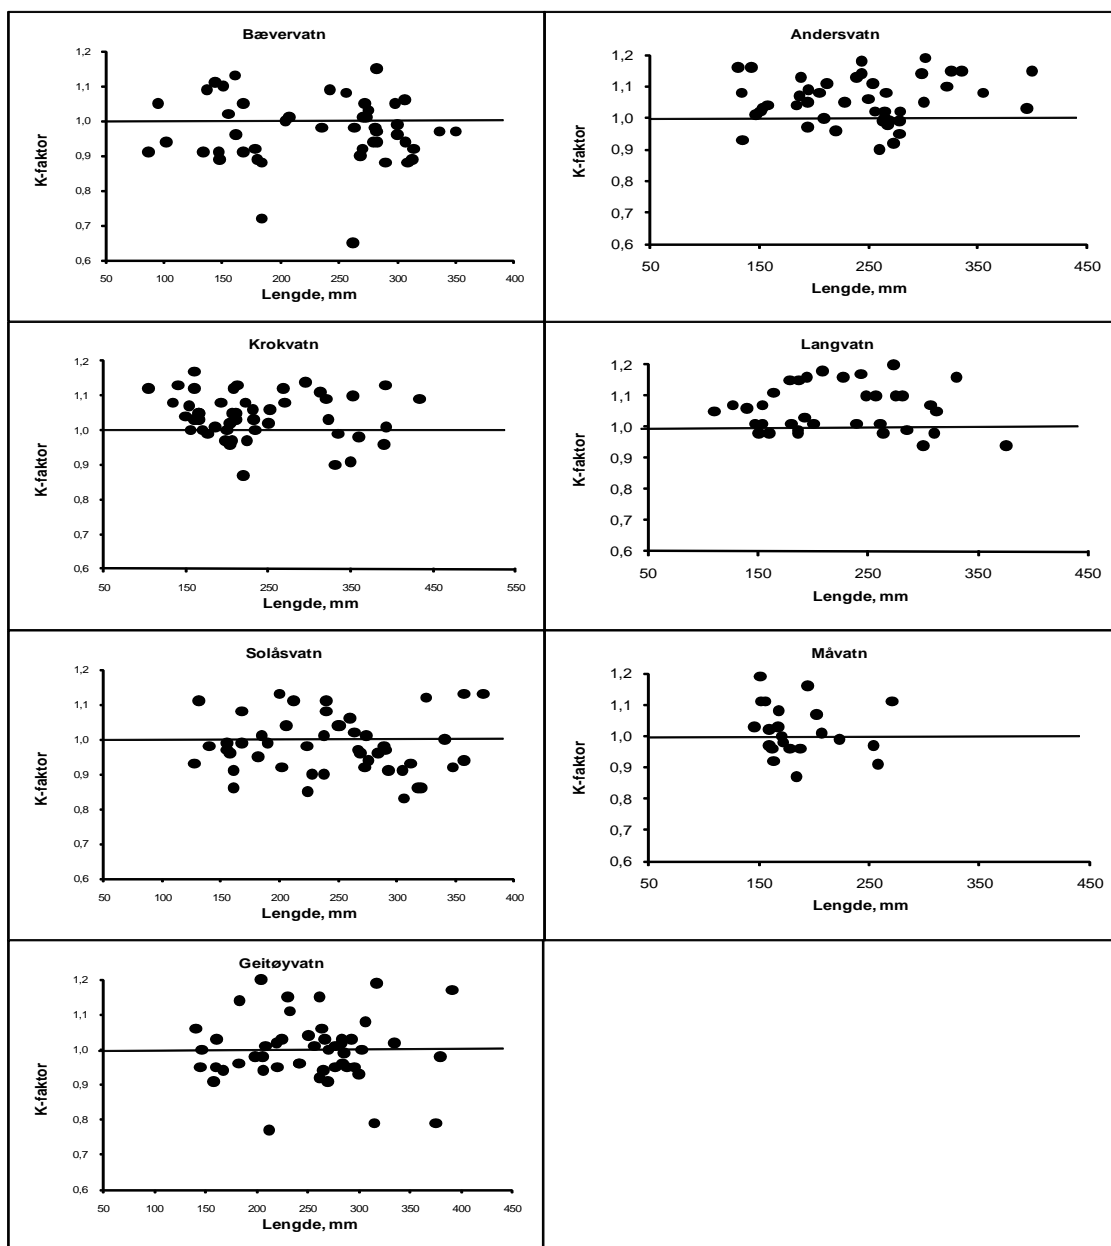 Bævervatn
1,2
1,1
1,0
0,9
0,8
0,7
0,6
K-faktor
50 100 150 200 250 300 350 400
Lengde, mm
Andersvatn
1,2
1,1
1,0
0,9
0,8
0,7
0,6
K-faktor
50 150 250 350 450
Lengde, mm
Krokvatn
1,2
1,1
1,0
0,9
0,8
0,7
0,6
K-faktor
50 150 250 350 450 550
Lengde, mm
Langvatn
1,2
1,1
1,0
0,9
0,8
0,7
0,6
K-faktor
50 150 250 350 450
Lengde, mm
Solåsvatn
1,2
1,1
1,0
0,9
0,8
0,7
0,6
K-faktor
50 100 150 200 250 300 350 400
Lengde, mm
Måvatn
1,2
1,1
1,0
0,9
0,8
0,7
0,6
K-faktor
50 150 250 350 450
Lengde, mm
Geitøyvatn
1,2
1,1
1,0
0,9
0,8
0,7
0,6
K-faktor
50 100 150 200 250 300 350 400 450
Lengde, mm